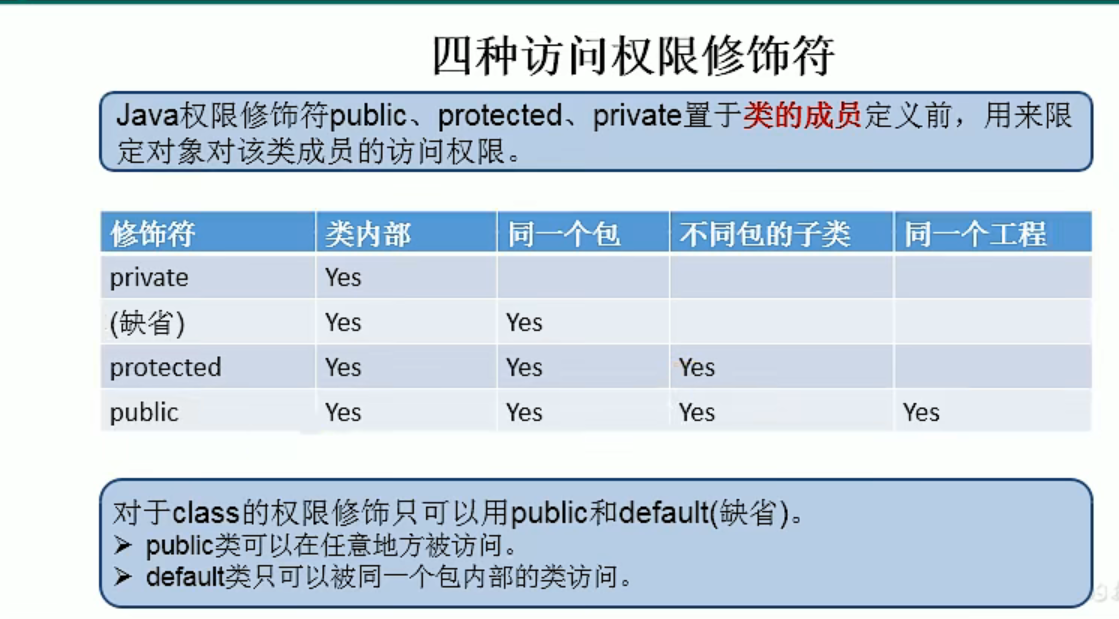 四种访问权限修饰符
Java权限修饰符public、protected、private置于类的成员定义前，用来限
定对象对该类成员的访问权限。
修饰符 类内部 同一个包 不同包的子类 同一个工程
private Yes
(缺省) Yes Yes
protected Yes Yes Yes
public Yes Yes Yes Yes
对于class的权限修饰只可以用public和default(缺省)。
➢ public类可以在任意地方被访问。
➢ default类只可以被同一个包内部的类访问。